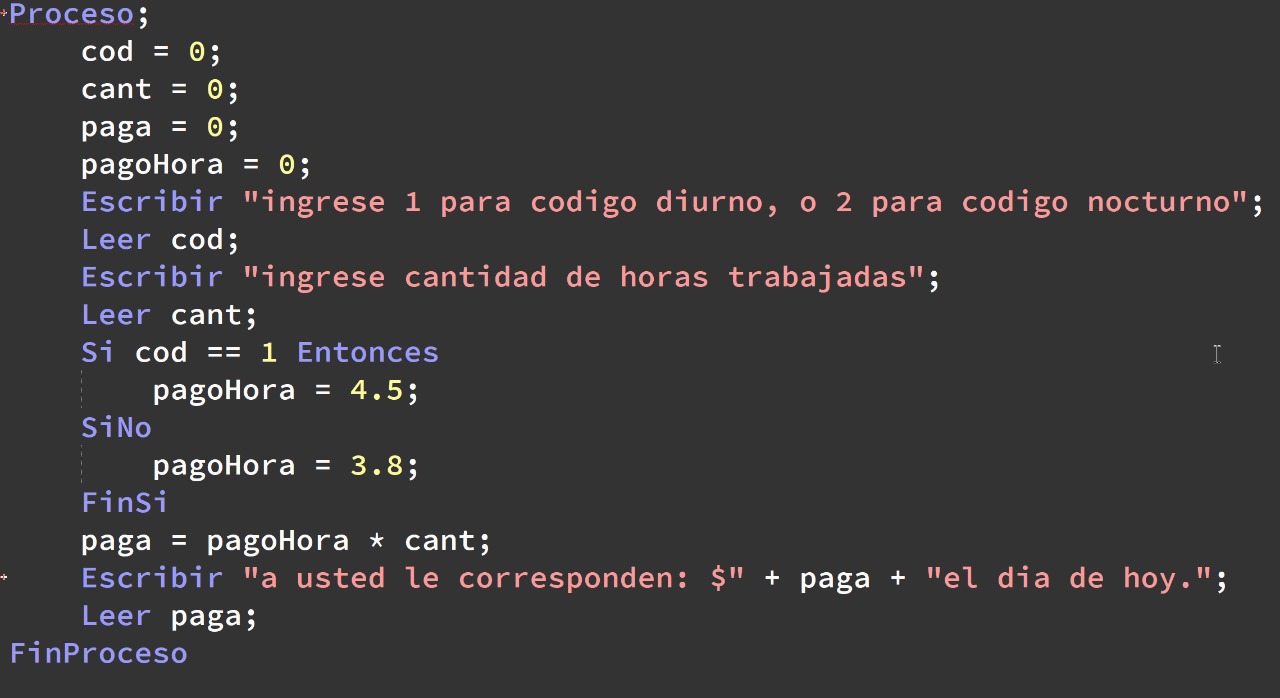 Proceso;
cod = 0;
cant = 0;
paga = 0;
pagoHora = 0;
Escribir "ingrese 1 para codigo diurno, o 2 para codigo nocturno";
Leer cod;
Escribir "ingrese cantidad de horas trabajadas";
Leer cant;
Si cod == 1 Entonces
pagoHora = 4.5;
SiNo
pagoHora = 3.8;
FinSi
paga = pagoHora * cant;
Escribir "a usted le corresponden: $" + paga + "el dia de hoy.";
Leer paga;
FinProceso